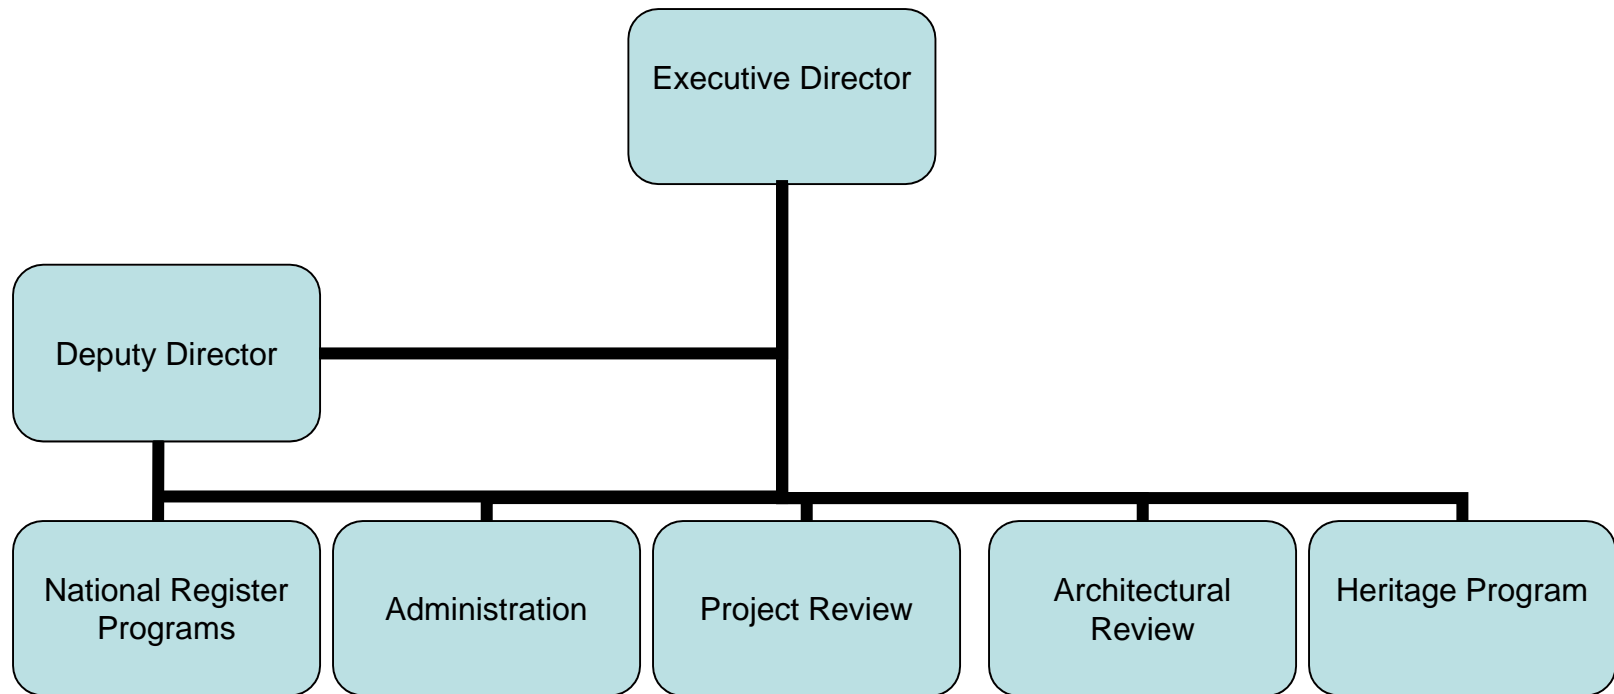 Executive Director
Deputy Director
National Register
Programs
Administration
Project Review
Architectural
Review
Heritage Program